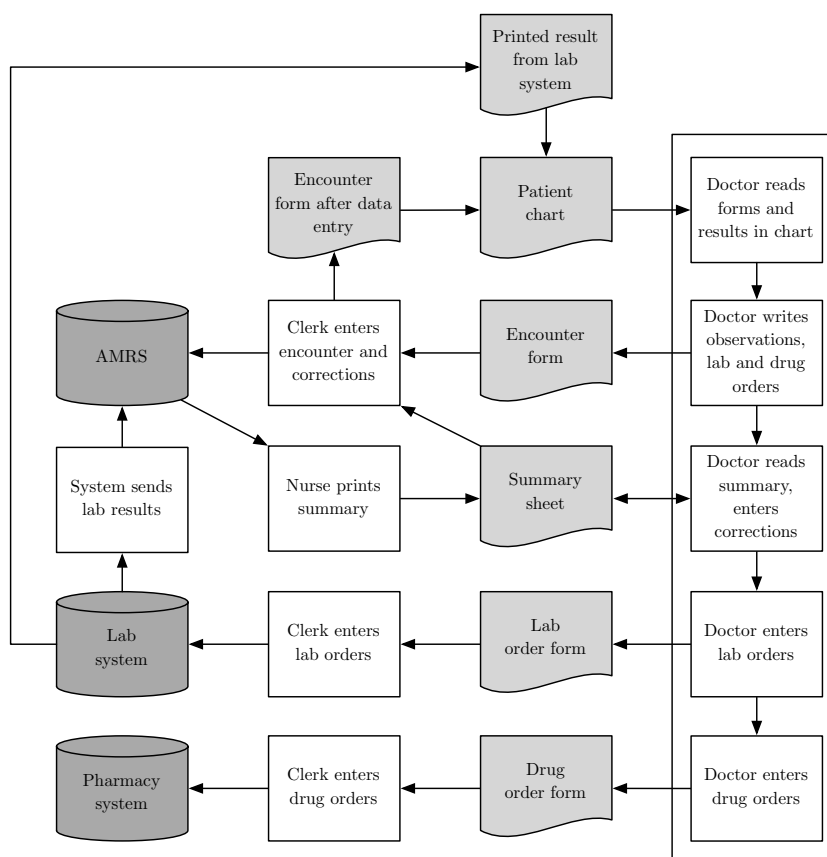 Printed result
from lab
system
Encounter
form after data
entry
Patient
chart
Doctor reads
forms and
results in chart
AMRS
Clerk enters
encounter and
corrections
Encounter
form
Doctor writes
observations,
lab and drug
orders
System sends
lab results
Nurse prints
summary
Summary
sheet
Doctor reads
summary,
enters
corrections
Lab
system
Clerk enters
lab orders
Lab
order form
Doctor enters
lab orders
Pharmacy
system
Clerk enters
drug orders
Drug
order form
Doctor enters
drug orders